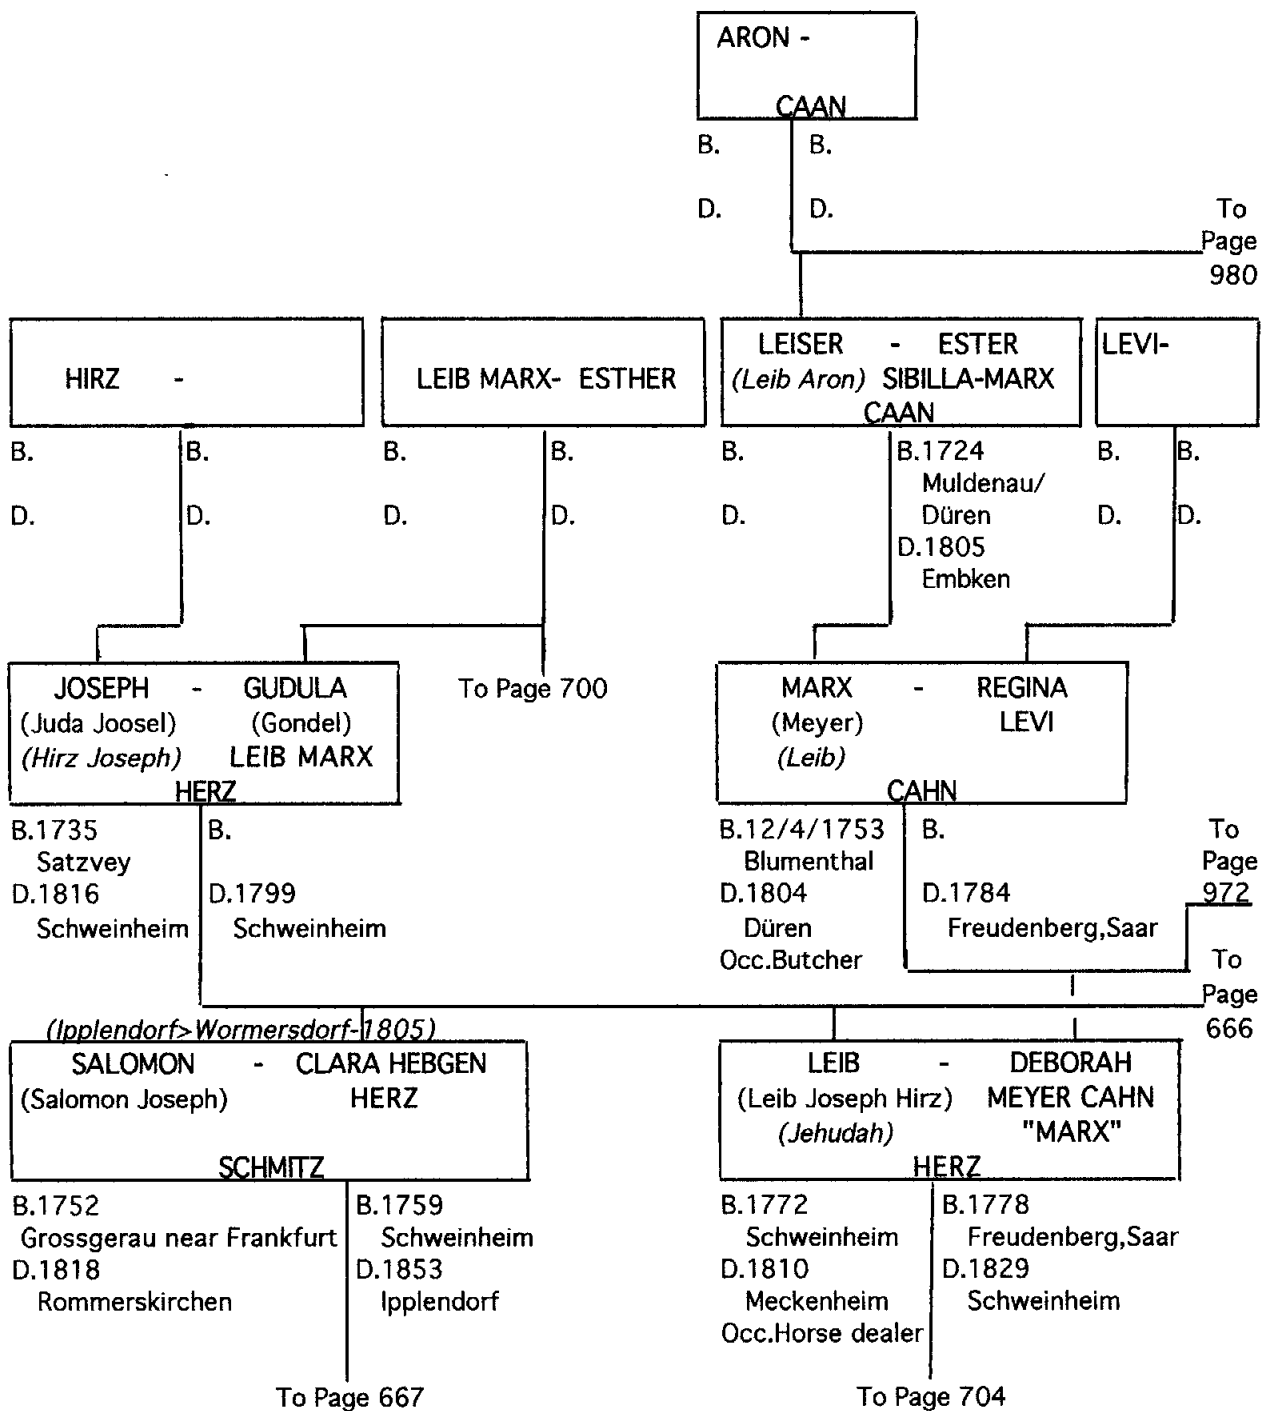 ARON -
CAAN
B. B.
D. D.
To
Page
980
HIRZ -
LEIB MARX- ESTHER
LEISER - ESTER
(Leib Aron) SIBILLA-MARX
CAAN
LEVI-
B. B.
D. D.
B. B.
D. D.
B. B.1724
Muldenau/
D. Düren
D.1805
Embken
B. B.
D. D.
JOSEPH - GUDULA
(Juda Joosel) (Gondel)
(Hirz Joseph) LEIB MARX
HERZ
To Page 700
MARX - REGINA
(Meyer) LEVI
(Leib)
CAHN
B.1735 B.
Satzvey
D.1816 D.1799
Schweinheim Schweinheim
B.12/4/1753 B.
Blumenthal
D.1804 D.1784
Düren Freudenberg,Saar
Occ.Butcher
To
Page
972
To
Page
666
(Ipplendorf>Wormersdorf-1805)
SALOMON - CLARA HEBGEN
(Salomon Joseph) HERZ
SCHMITZ
LEIB - DEBORAH
(Leib Joseph Hirz) MEYER CAHN
(Jehudah) "MARX"
HERZ
B.1752 B.1759
Grossgerau near Frankfurt Schweinheim
D.1818 D.1853
Rommerskirchen Ipplendorf
B.1772 B.1778
Schweinheim Freudenberg,Saar
D.1810 D.1829
Meckenheim Schweinheim
Occ.Horse dealer
To Page 667
To Page 704